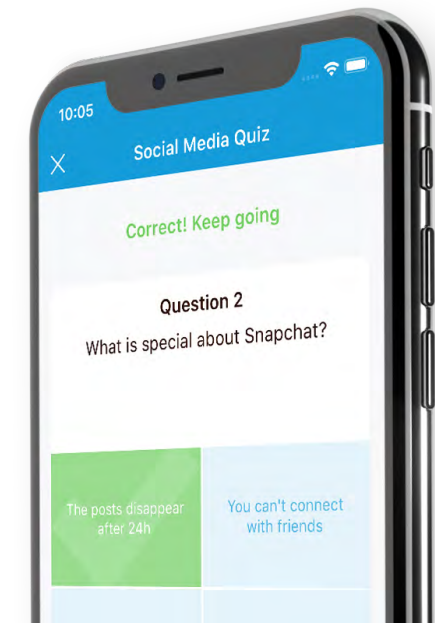 10:05
Social Media Quiz
Correct! Keep going
Question 2
What is special about Snapchat?
The posts disappear
after 24h
You can't connect
with friends